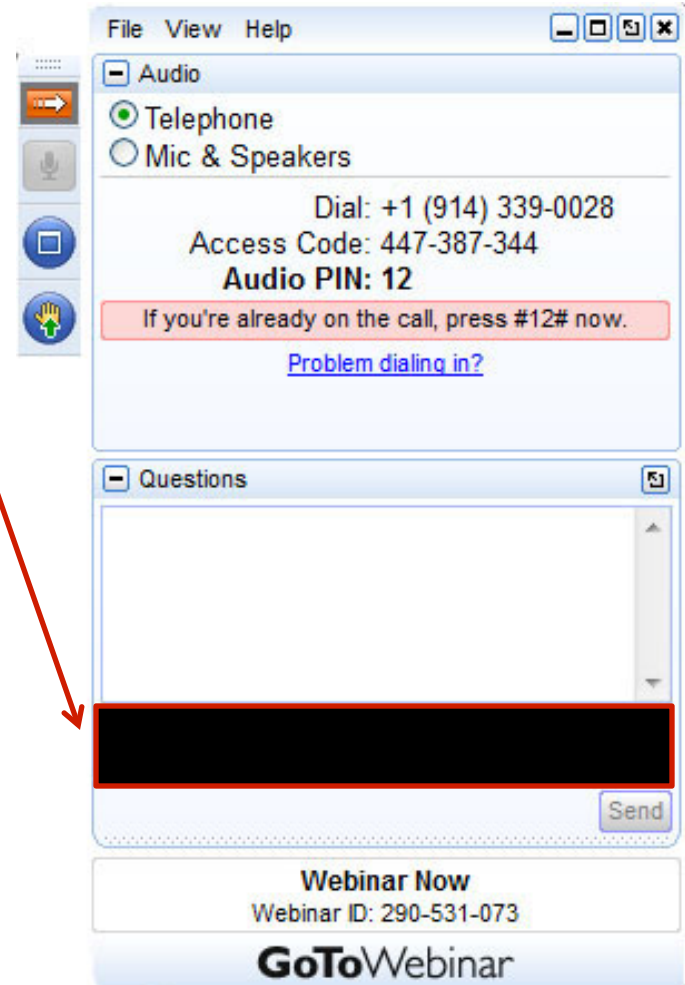 File View Help
Audio
Telephone
Mic & Speakers
Dial: +1 (914) 339-0028
Access Code: 447-387-344
Audio PIN: 12
If you're already on the call, press #12# now.
Problem dialing in?
Questions
Send
Webinar Now
Webinar ID: 290-531-073
GoToWebinar